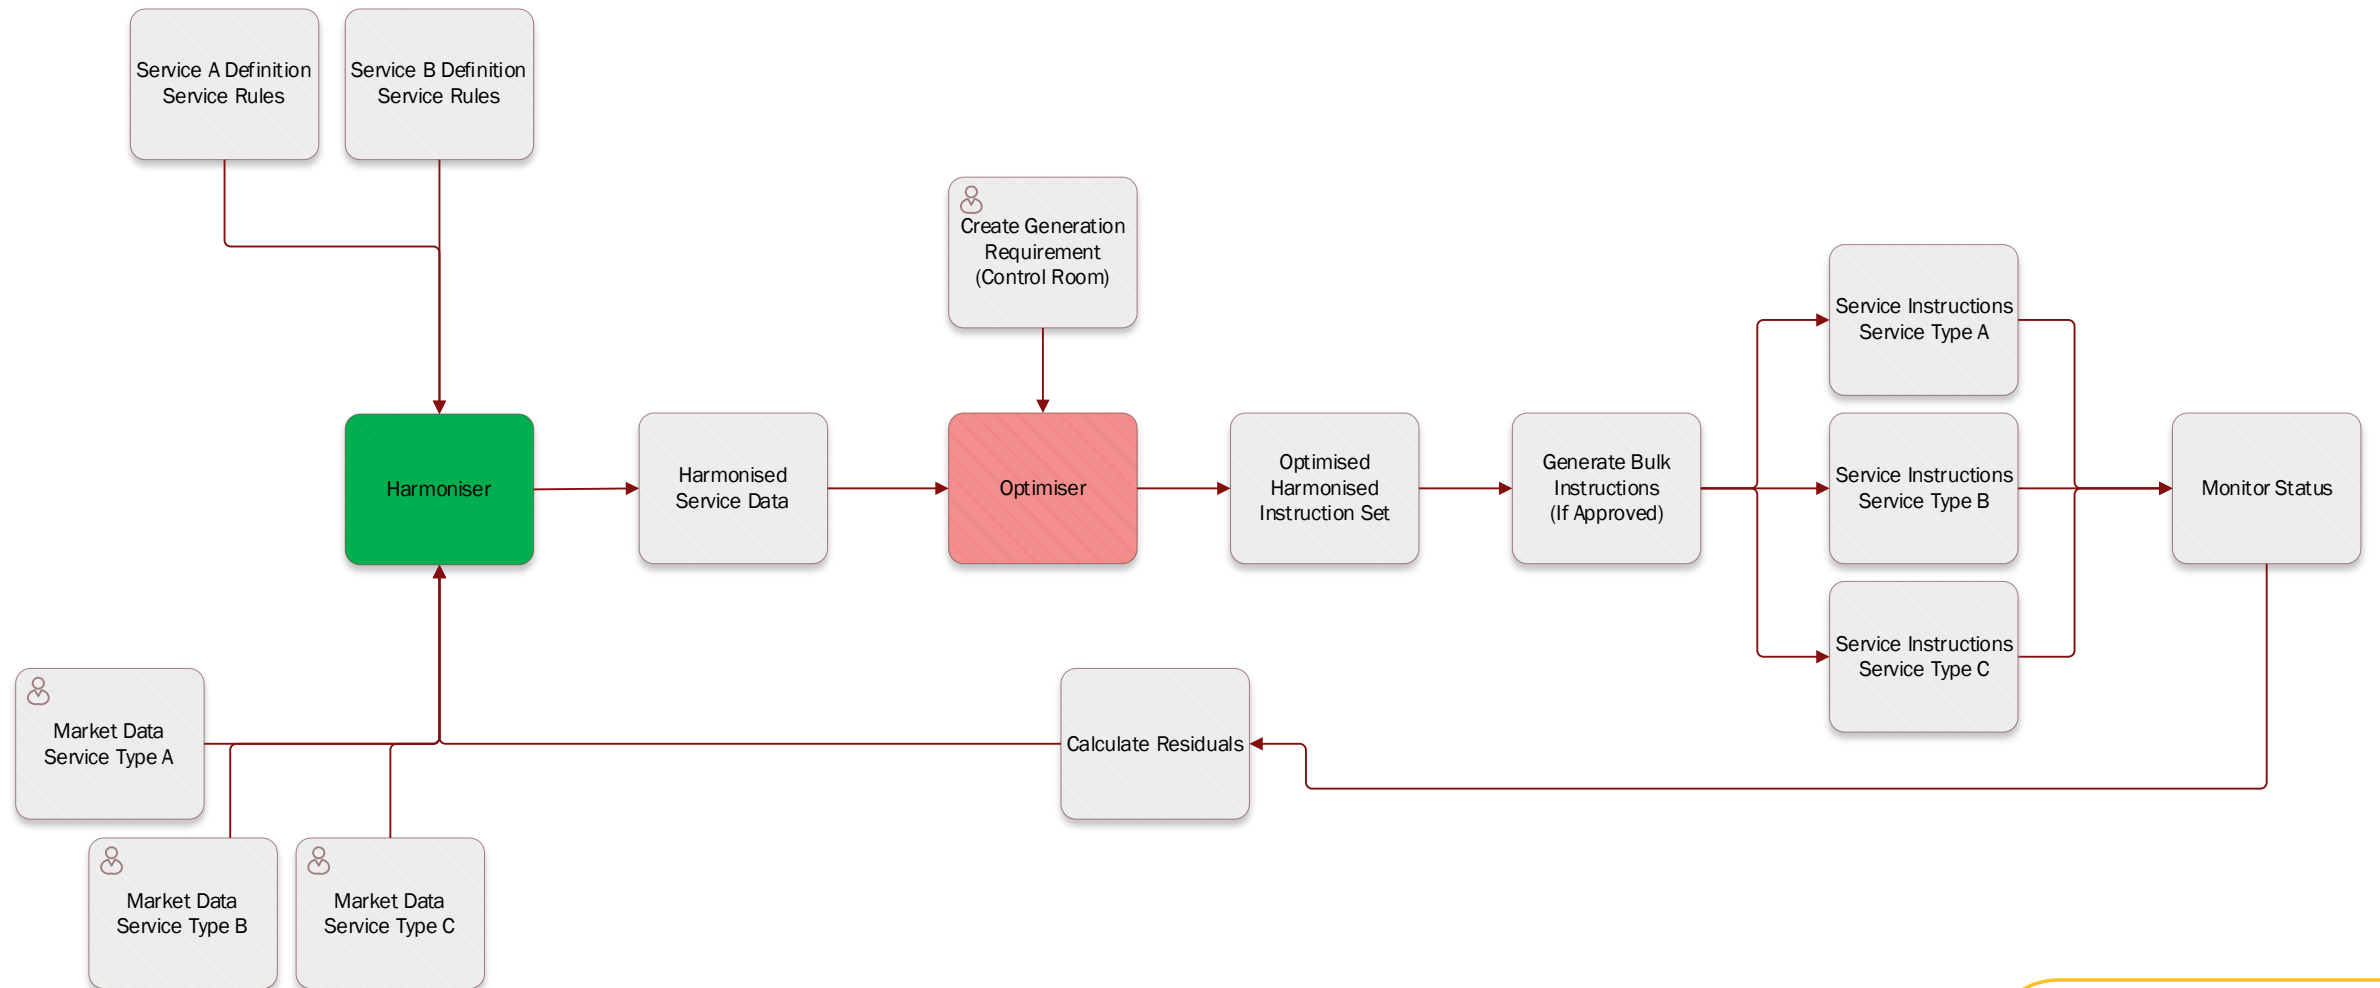 Service A Definition
Service Rules
Service B Definition
Service Rules
Create Generation
Requirement
(Control Room)
Harmoniser
Harmonised
Service Data
Optimiser
Optimised
Harmonised
Instruction Set
Generate Bulk
Instructions
(If Approved)
Service Instructions
Service Type A
Service Instructions
Service Type B
Service Instructions
Service Type C
Monitor Status
Market Data
Service Type A
Calculate Residuals
Market Data
Service Type B
Market Data
Service Type C